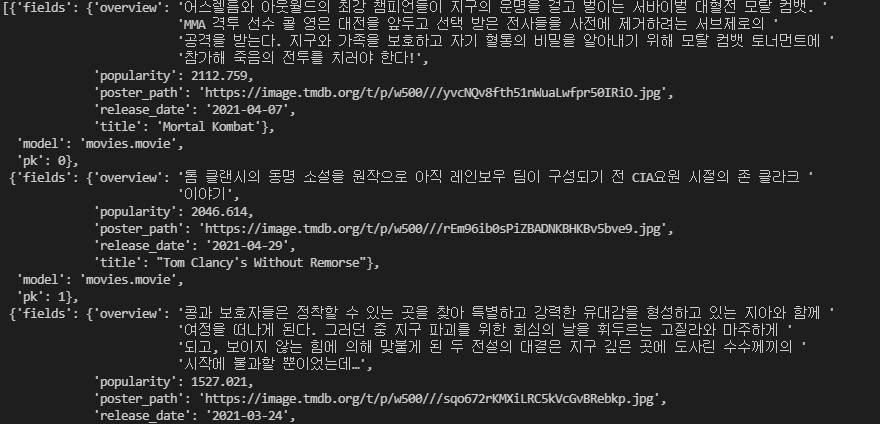 [{'fields': {'overview': '어스렐름와 아웃월드의 최강 챔피언들이 지구의 운명을 걸고 벌이는 서바이벌 대혈전 모탈 컴뱃. '
'MMA 격투 선수 콜 영은 대전을 앞두고 선택 받은 전사들을 사전에 제거하려는 서브제로의 '
'공격을 받는다. 지구와 가족을 보호하고 자기 혈통의 비밀을 알아내기 위해 모탈 컴뱃 토너먼트에 '
'참가해 죽음의 전투를 치러야 한다!',
'popularity': 2112.759,
'poster_path': 'https://image.tmdb.org/t/p/w500///yvcNQv8fth51nWuaLwfpr50IRiO.jpg',
'release_date': '2021-04-07',
'title': 'Mortal Kombat'},
'model': 'movies.movie',
'pk': 0},
{'fields': {'overview': '톰 클랜시의 동명 소설을 원작으로 아직 레인보우 팀이 구성되기 전 CIA요원 시절의 존 클라크 '
'이야기',
'popularity': 2046.614,
'poster_path': 'https://image.tmdb.org/t/p/w500///rEm96ib0sPiZBADNKBHKBv5bve9.jpg',
'release_date': '2021-04-29',
'title': "Tom Clancy's Without Remorse"},
'model': 'movies.movie',
'pk': 1},
{'fields': {'overview': '콩과 보호자들은 정착할 수 있는 곳을 찾아 특별하고 강력한 유대감을 형성하고 있는 지아와 함께 '
'여정을 떠나게 된다. 그러던 중 지구 파괴를 위한 회심의 날을 휘두르는 고질라와 마주하게 '
'되고, 보이지 않는 힘에 의해 맞붙게 된 두 전설의 대결은 지구 깊은 곳에 도사린 수수께끼의 '
'시작에 불과할 뿐이었는데…',
'popularity': 1527.021,
'poster_path': 'https://image.tmdb.org/t/p/w500///sqo672rKMXiLRC5kVcGvBRebkp.jpg',
'release_date': '2021-03-24',